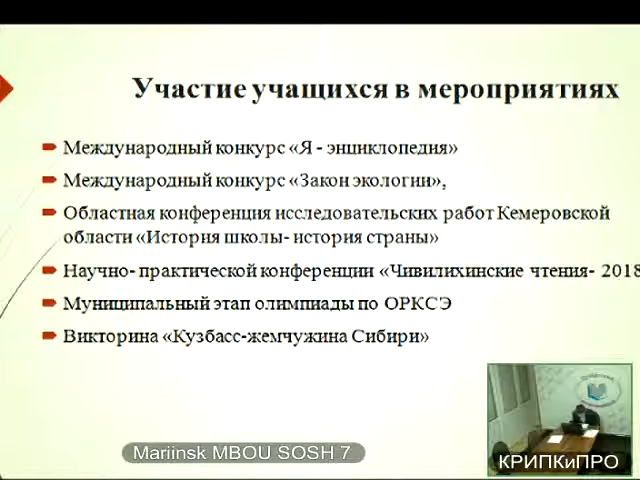 Участие учащихся в мероприятиях
Международный конкурс «Я - энциклопедия»
Международный конкурс «Закон экологии»,
Областная конференция исследовательских работ Кемеровской
области «История школы- история страны»
Научно- практической конференции «Чивилихинские чтения- 2018
Муниципальный этап олимпиады по ОРКСЭ
Викторина «Кузбасс-жемчужина Сибири»
Mariinsk MBOU SOSH 7
КРИПКиПРО